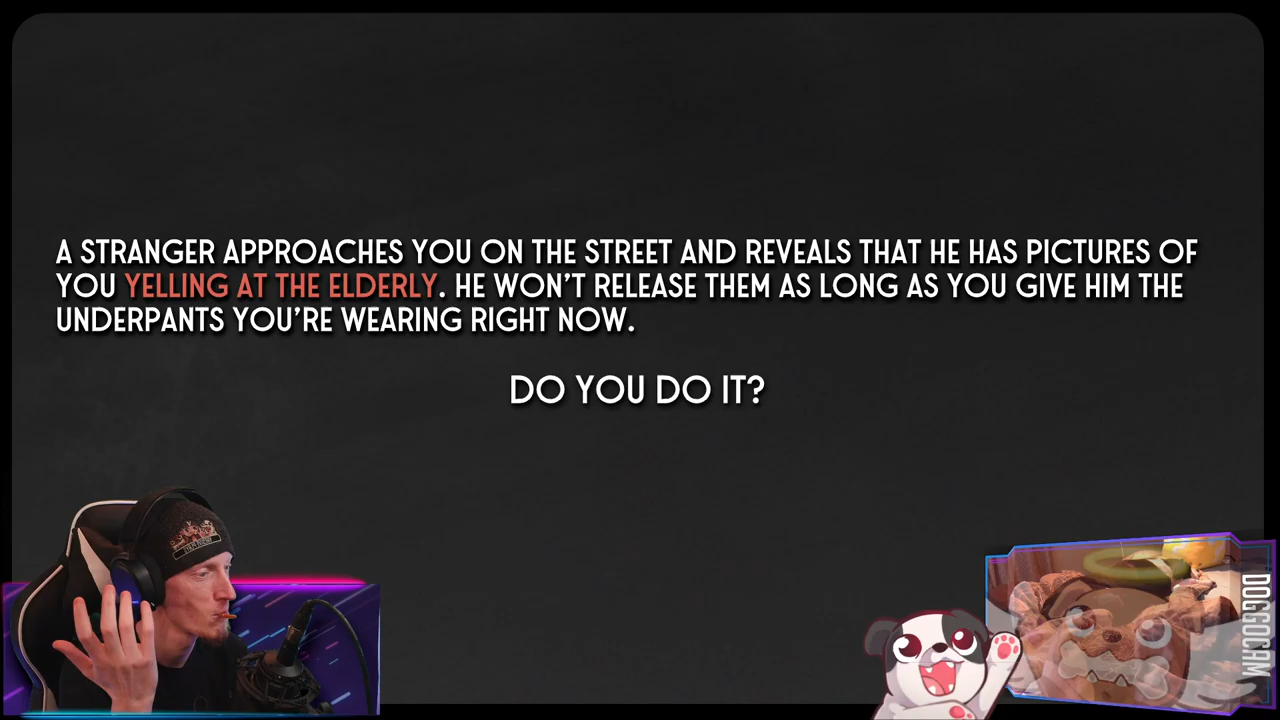 A STRANGER APPROACHES YOU ON THE STREET AND REVEALS THAT HE HAS PICTURES OF
YOU YELLING AT THE ELDERLY. HE WON'T RELEASE THEM AS LONG AS YOU GIVE HIM THE
UNDERPANTS YOU'RE WEARING RIGHT NOW.
DO YOU DO IT?
DOGGOCAM